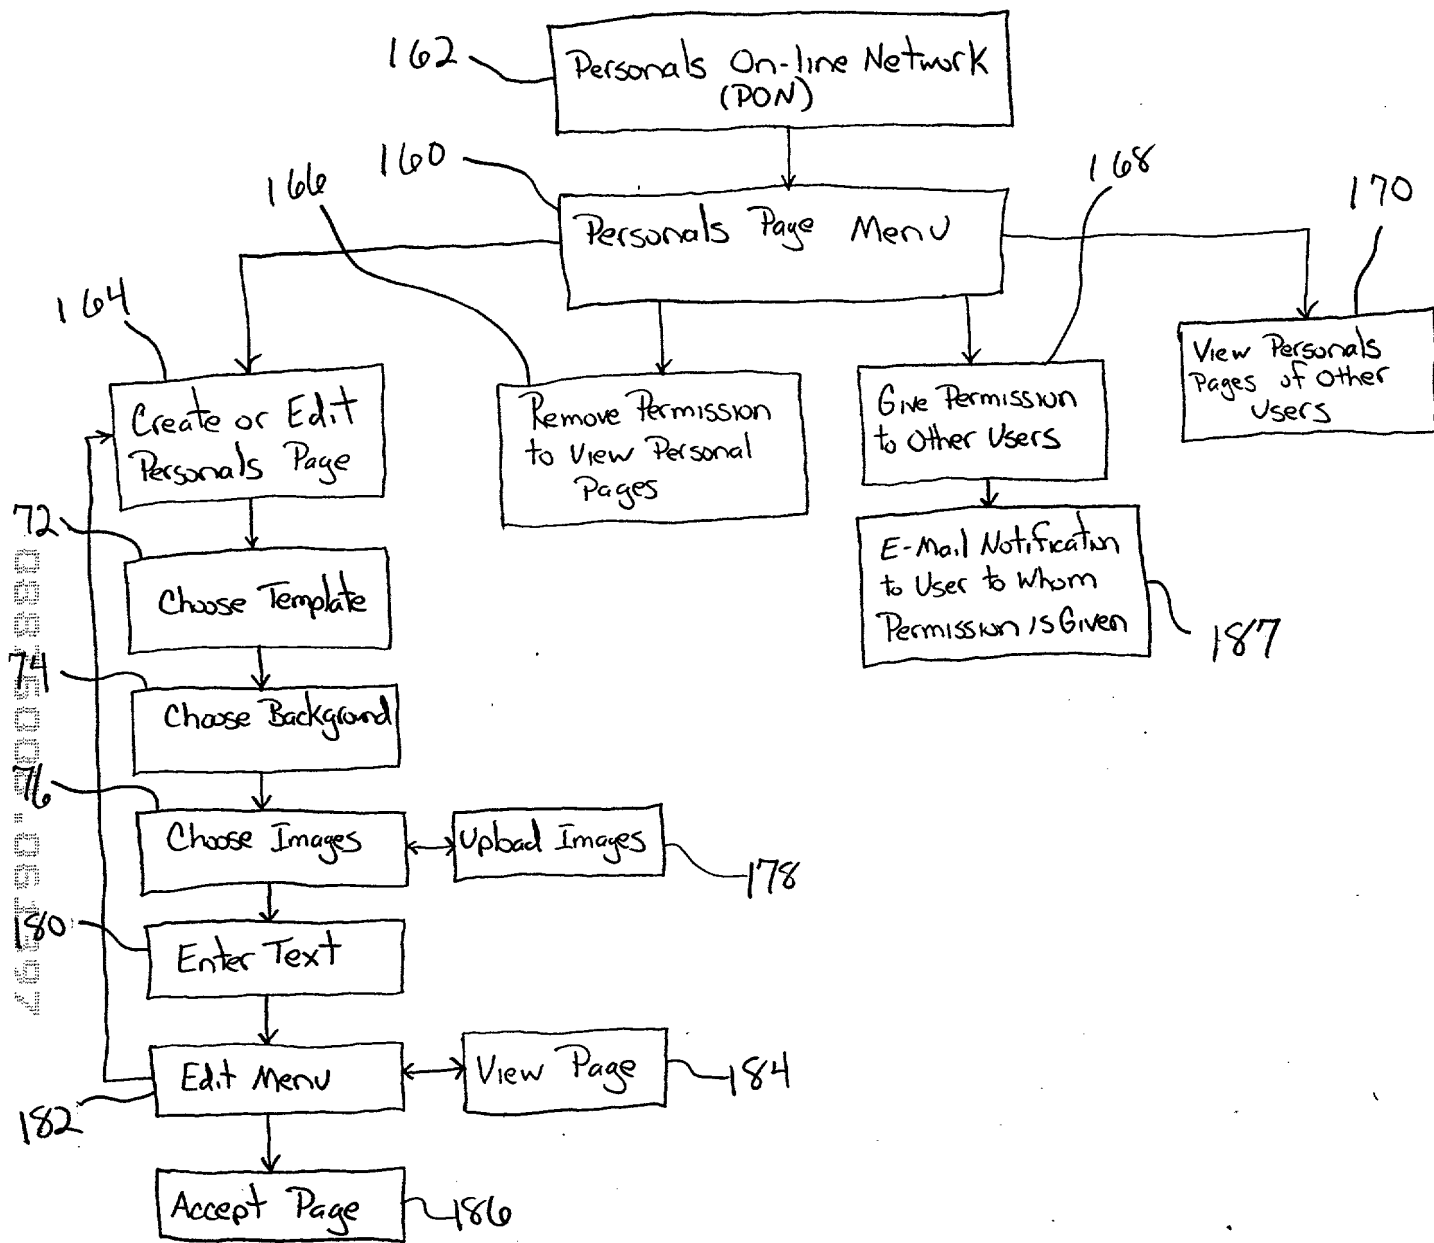 162
Personals On-line Network
(PON)
160
166
168
170
Personals Page Menu
164
Create or Edit
Personals Page
Remove Permission
to View Personal
Pages
Give Permission
to Other Users
View Personals
Pages of Other
Users
72
Choose Template
E-Mail Notification
to User to Whom
Permission is Given
187
74
Choose Background
76
Choose Images
Upload Images
178
180
Enter Text
Edit Menu
View Page
184
182
Accept Page
186